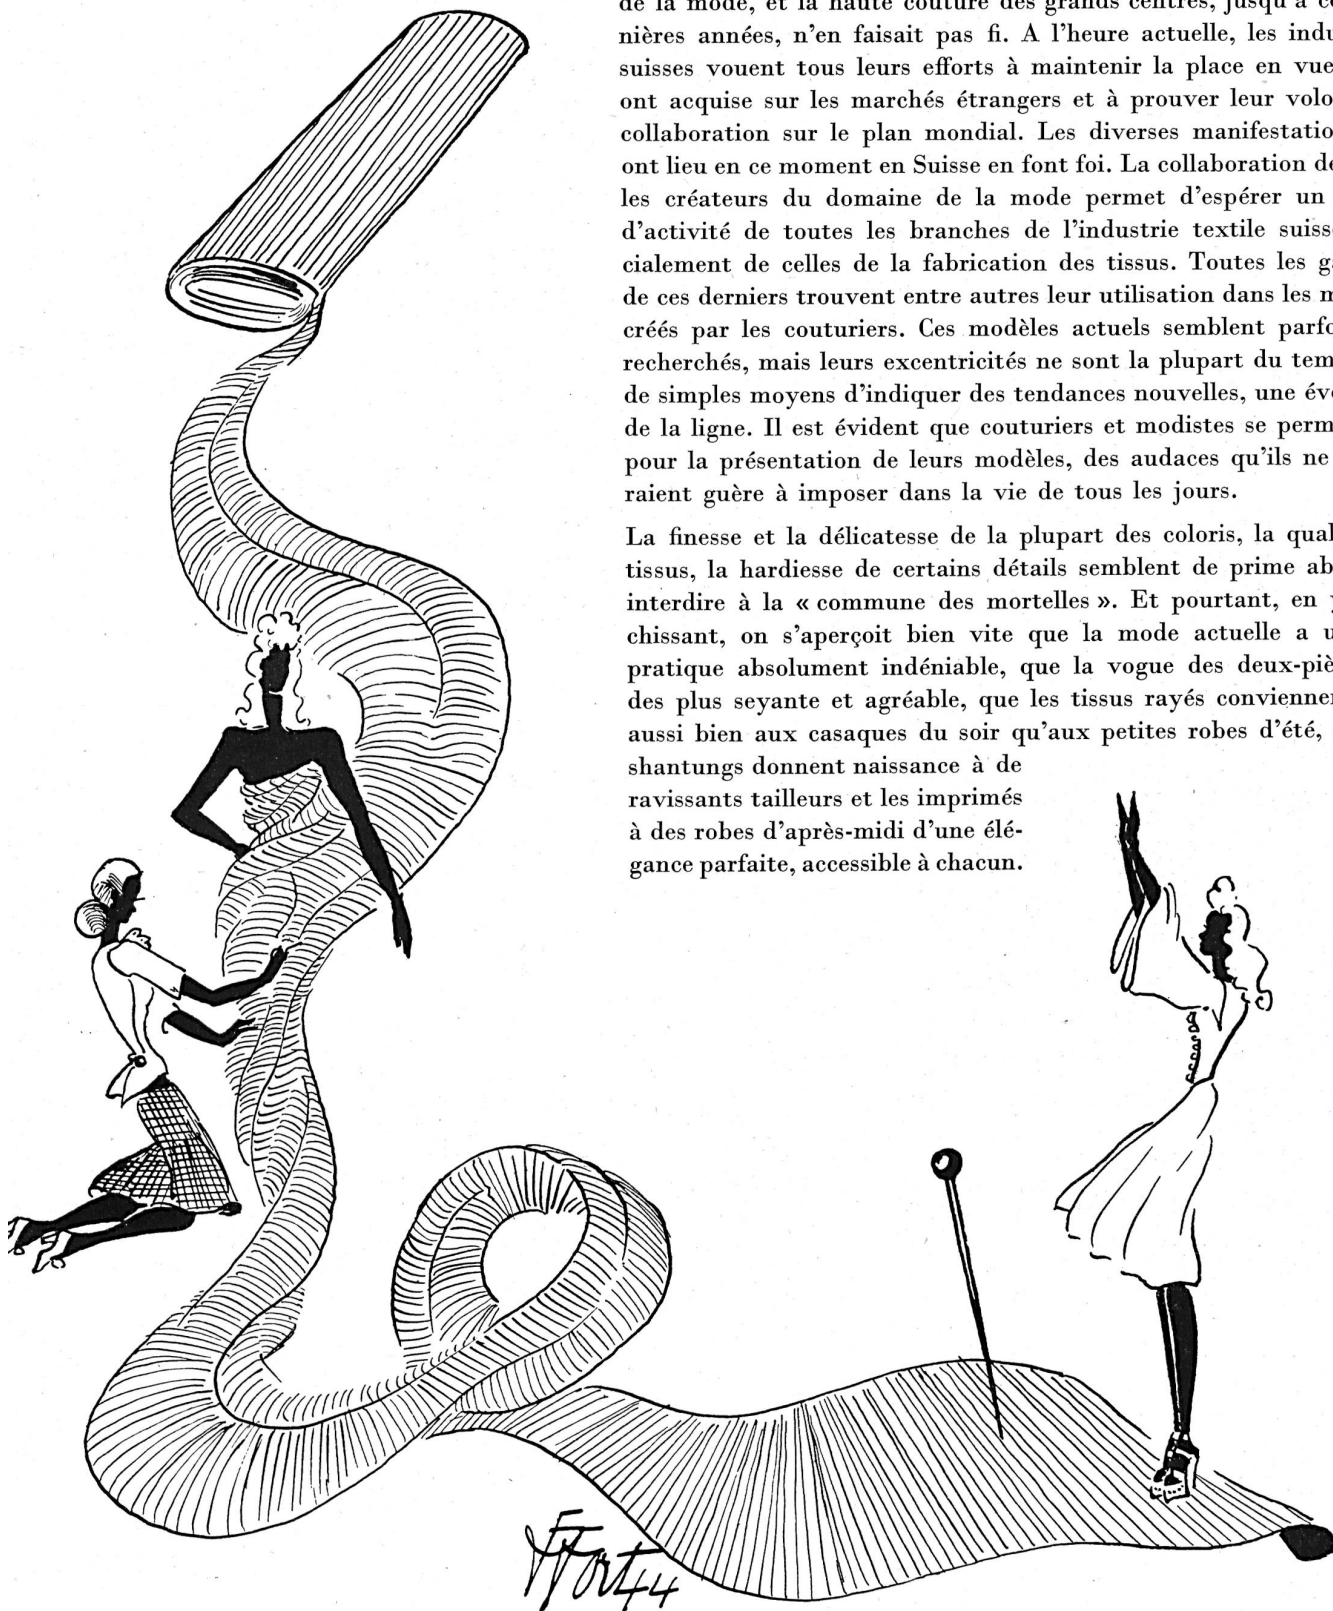 de la mode, et la haute couture des grands centres, jusqu'à ce
nières années, n'en faisait pas fi. A l'heure actuelle, les indu
suisses vouent tous leurs efforts à maintenir la place en vue
ont acquise sur les marchés étrangers et à prouver leur volo
collaboration sur le plan mondial. Les diverses manifestatio
ont lieu en ce moment en Suisse en font foi. La collaboration de
les créateurs du domaine de la mode permet d'espérer un
d'activité de toutes les branches de l'industrie textile suiss
cialement de celles de la fabrication des tissus. Toutes les ga
de ces derniers trouvent entre autres leur utilisation dans les m
créés par les couturiers. Ces modèles actuels semblent parfo
recherchés, mais leurs excentricités ne sont la plupart du tem
de simples moyens d'indiquer des tendances nouvelles, une évo
de la ligne. Il est évident que couturiers et modistes se perm
pour la présentation de leurs modèles, des audaces qu'ils ne
raient guère à imposer dans la vie de tous les jours.
La finesse et la délicatesse de la plupart des coloris, la qual
tissus, la hardiesse de certains détails semblent de prime ab
interdire à la « commune des mortelles ». Et pourtant, en y
chissant, on s'aperçoit bien vite que la mode actuelle a u
pratique absolument indéniable, que la vogue des deux-piè
des plus seyante et agréable, que les tissus rayés convienne
aussi bien aux casaques du soir qu'aux petites robes d'été,
shantungs donnent naissance à de
ravissants tailleurs et les imprimés
à des robes d'après-midi d'une élé-
gance parfaite, accessible à chacun.
44